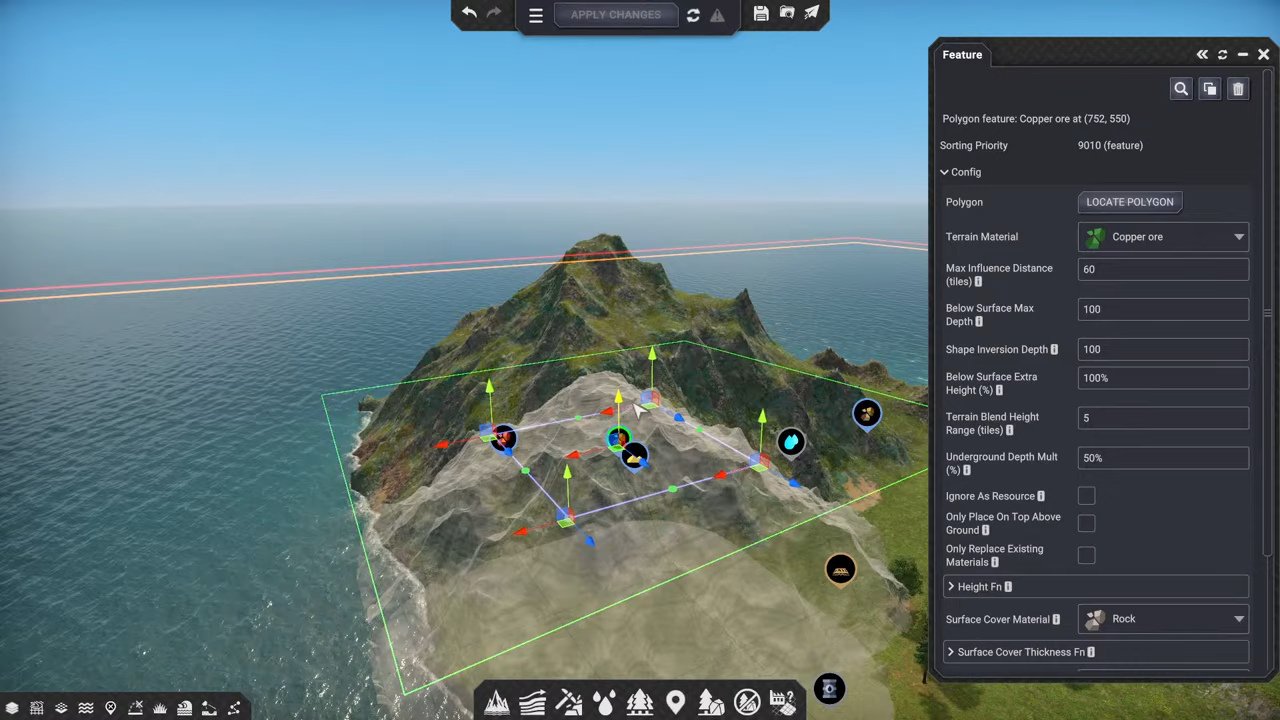 APPLY CHANGES
Feature
Polygon feature: Copper ore at (752, 550)
Sorting Priority 9010 (feature)
Config
Polygon LOCATE POLYGON
Terrain Material Copper ore
Max Influence Distance
(tiles) 60
Below Surface Max
Depth 100
Shape Inversion Depth 100
Below Surface Extra
Height (%) 100%
Terrain Blend Height
Range (tiles) 5
Underground Depth Mult
(%) 50%
Ignore As Resource
Only Place On Top Above
Ground
Only Replace Existing
Materials
Height Fn
Surface Cover Material Rock
Surface Cover Thickness Fn